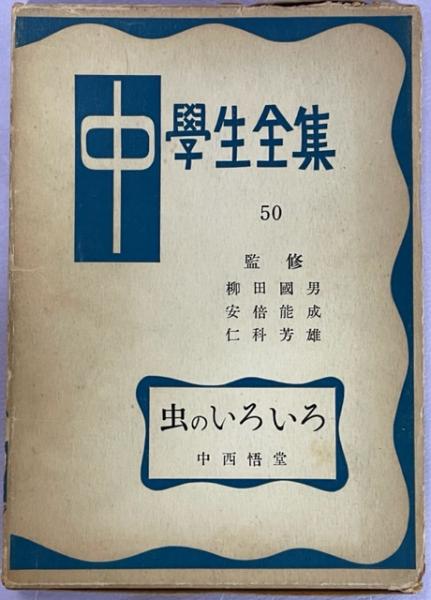 中學生全集
50
監修
柳田國男
安倍能成
仁科芳雄
虫のいろいろ
中西悟堂